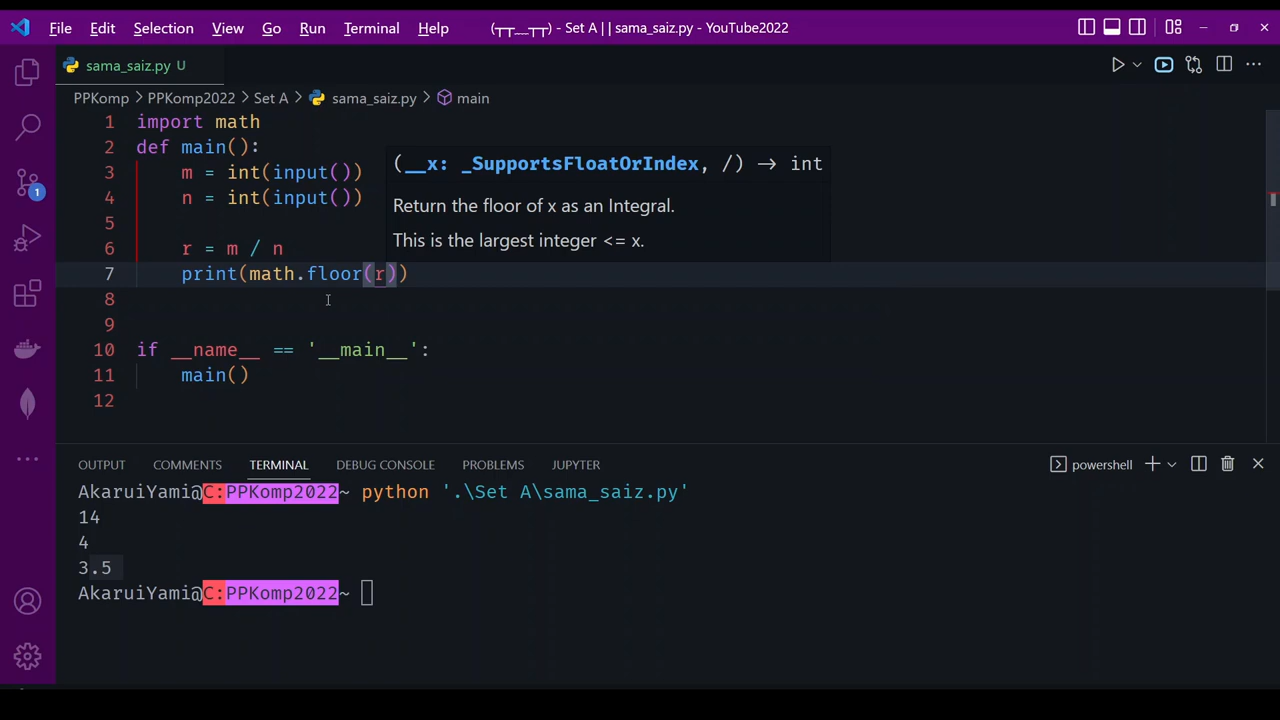 File Edit Selection View Go Run Terminal Help (┬┬﹏┬┬) - Set A || sama_saiz.py - YouTube2022
sama_saiz.py U
PPKomp > PPKomp2022 > Set A > sama_saiz.py > main
1 import math
2 def main():
3 m = int(input())
4 n = int(input())
5
6 r = m / n
7 print(math.floor(r))
8
9
10 if __name__ == '__main__':
11 main()
12
(__x: _SupportsFloatOrIndex, /) -> int
Return the floor of x as an Integral.
This is the largest integer <= x.
1
OUTPUT COMMENTS TERMINAL DEBUG CONSOLE PROBLEMS JUPYTER powershell
AkaruiYami@C:PPKomp2022~ python '.\Set A\sama_saiz.py'
14
4
3.5
AkaruiYami@C:PPKomp2022~